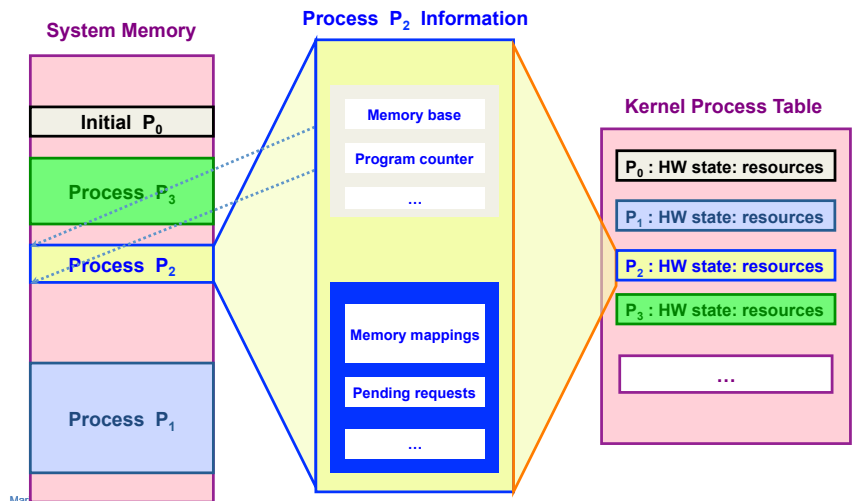 System Memory
Initial P₀
Process P₃
Process P₂
Process P₁
Process P₂ Information
Memory base
Program counter
...
Memory mappings
Pending requests
...
Kernel Process Table
P₀ : HW state: resources
P₁ : HW state: resources
P₂ : HW state: resources
P₃ : HW state: resources
...